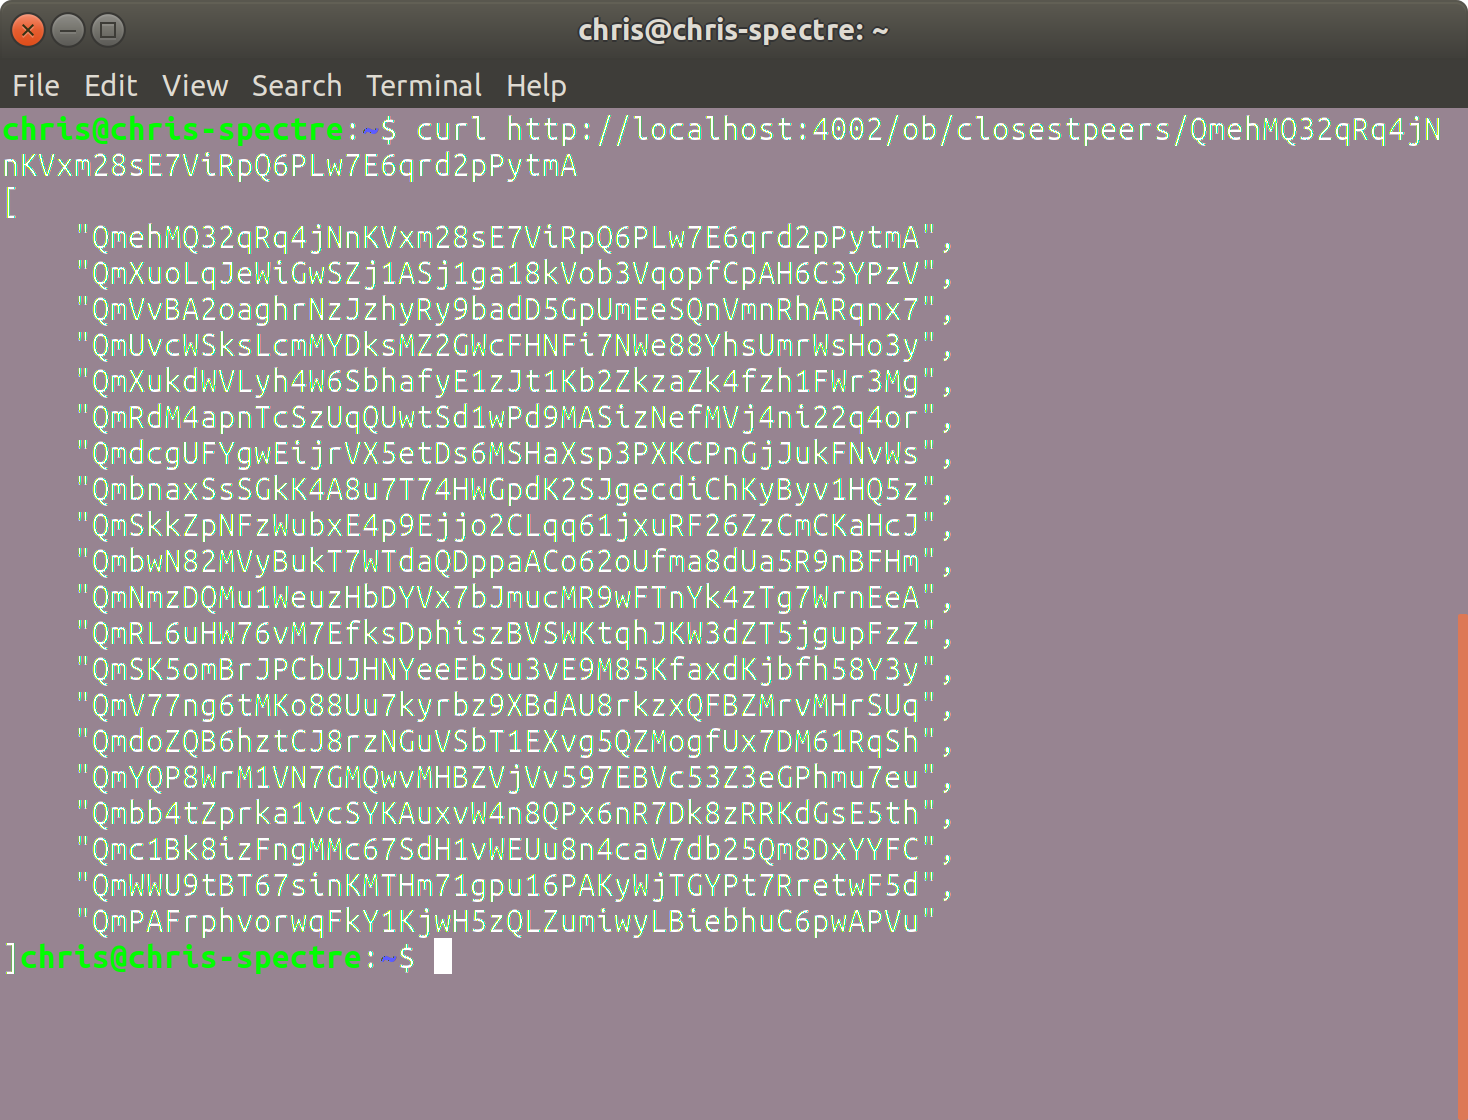 chris@chris-spectre: ~
File Edit View Search Terminal Help
chris@chris-spectre:~$ curl http://localhost:4002/ob/closestpeers/QmehMQ32qRq4jN
nKVxm28sE7ViRpQ6PLw7E6qrd2pPytmA
[
    "QmehMQ32qRq4jNnKVxm28sE7ViRpQ6PLw7E6qrd2pPytmA",
    "QmXuoLqJeWiGwSZj1ASj1ga18kVob3VqopfCpAH6C3YPzV",
    "QmVvBA2oaghrNzJzhyRy9badD5GpUmEeSQnVmnRhARqnx7",
    "QmUvcWSksLcmMYDksMZ2GWcFHNFi7NWe88YhsUmrWsHo3y",
    "QmXukdWVLyh4W6SbhafyE1zJt1Kb2ZkzaZk4fzh1FWr3Mg",
    "QmRdM4apnTcSzUqQUwtSd1wPd9MASizNefMVj4ni22q4or",
    "QmdcgUFYgwEijrVX5etDs6MSHaXsp3PXKCPnGjJukFNvWs",
    "QmbnaxSsSGkK4A8u7T74HWGpdK2SJgecdiChKyByv1HQ5z",
    "QmSkkZpNFzWubxE4p9Ejjo2CLqq61jxuRF26ZzCmCKaHcJ",
    "QmbwN82MVyBukT7WTdaQDppaACo62oUfma8dUa5R9nBFHm",
    "QmNmzDQMu1WeuzHbDYVx7bJmucMR9wFTnYk4zTg7WrnEeA",
    "QmRL6uHW76vM7EfksDphiszBVSWKtqhJKW3dZT5jgupFzZ",
    "QmSK5omBrJPCbUJHNYeeEbSu3vE9M85KfaxdKjbfh58Y3y",
    "QmV77ng6tMKo88Uu7kyrbz9XBdAU8rkzxQFBZMrvMHrSUq",
    "QmdoZQB6hztCJ8rzNGuVSbT1EXvg5QZMogfUx7DM61RqSh",
    "QmYQP8WrM1VN7GMQwvMHBZVjVv597EBVc53Z3eGPhmu7eu",
    "Qmbb4tZprka1vcSYKAuxvW4n8QPx6nR7Dk8zRRKdGsE5th",
    "Qmc1Bk8izFngMMc67SdH1vWEUu8n4caV7db25Qm8DxYYFC",
    "QmWWU9tBT67sinKMTHm71gpu16PAKyWjTGYPt7RretwF5d",
    "QmPAFrphvorwqFkY1KjwH5zQLZumiwyLBiebhuC6pwAPVu"
]chris@chris-spectre:~$